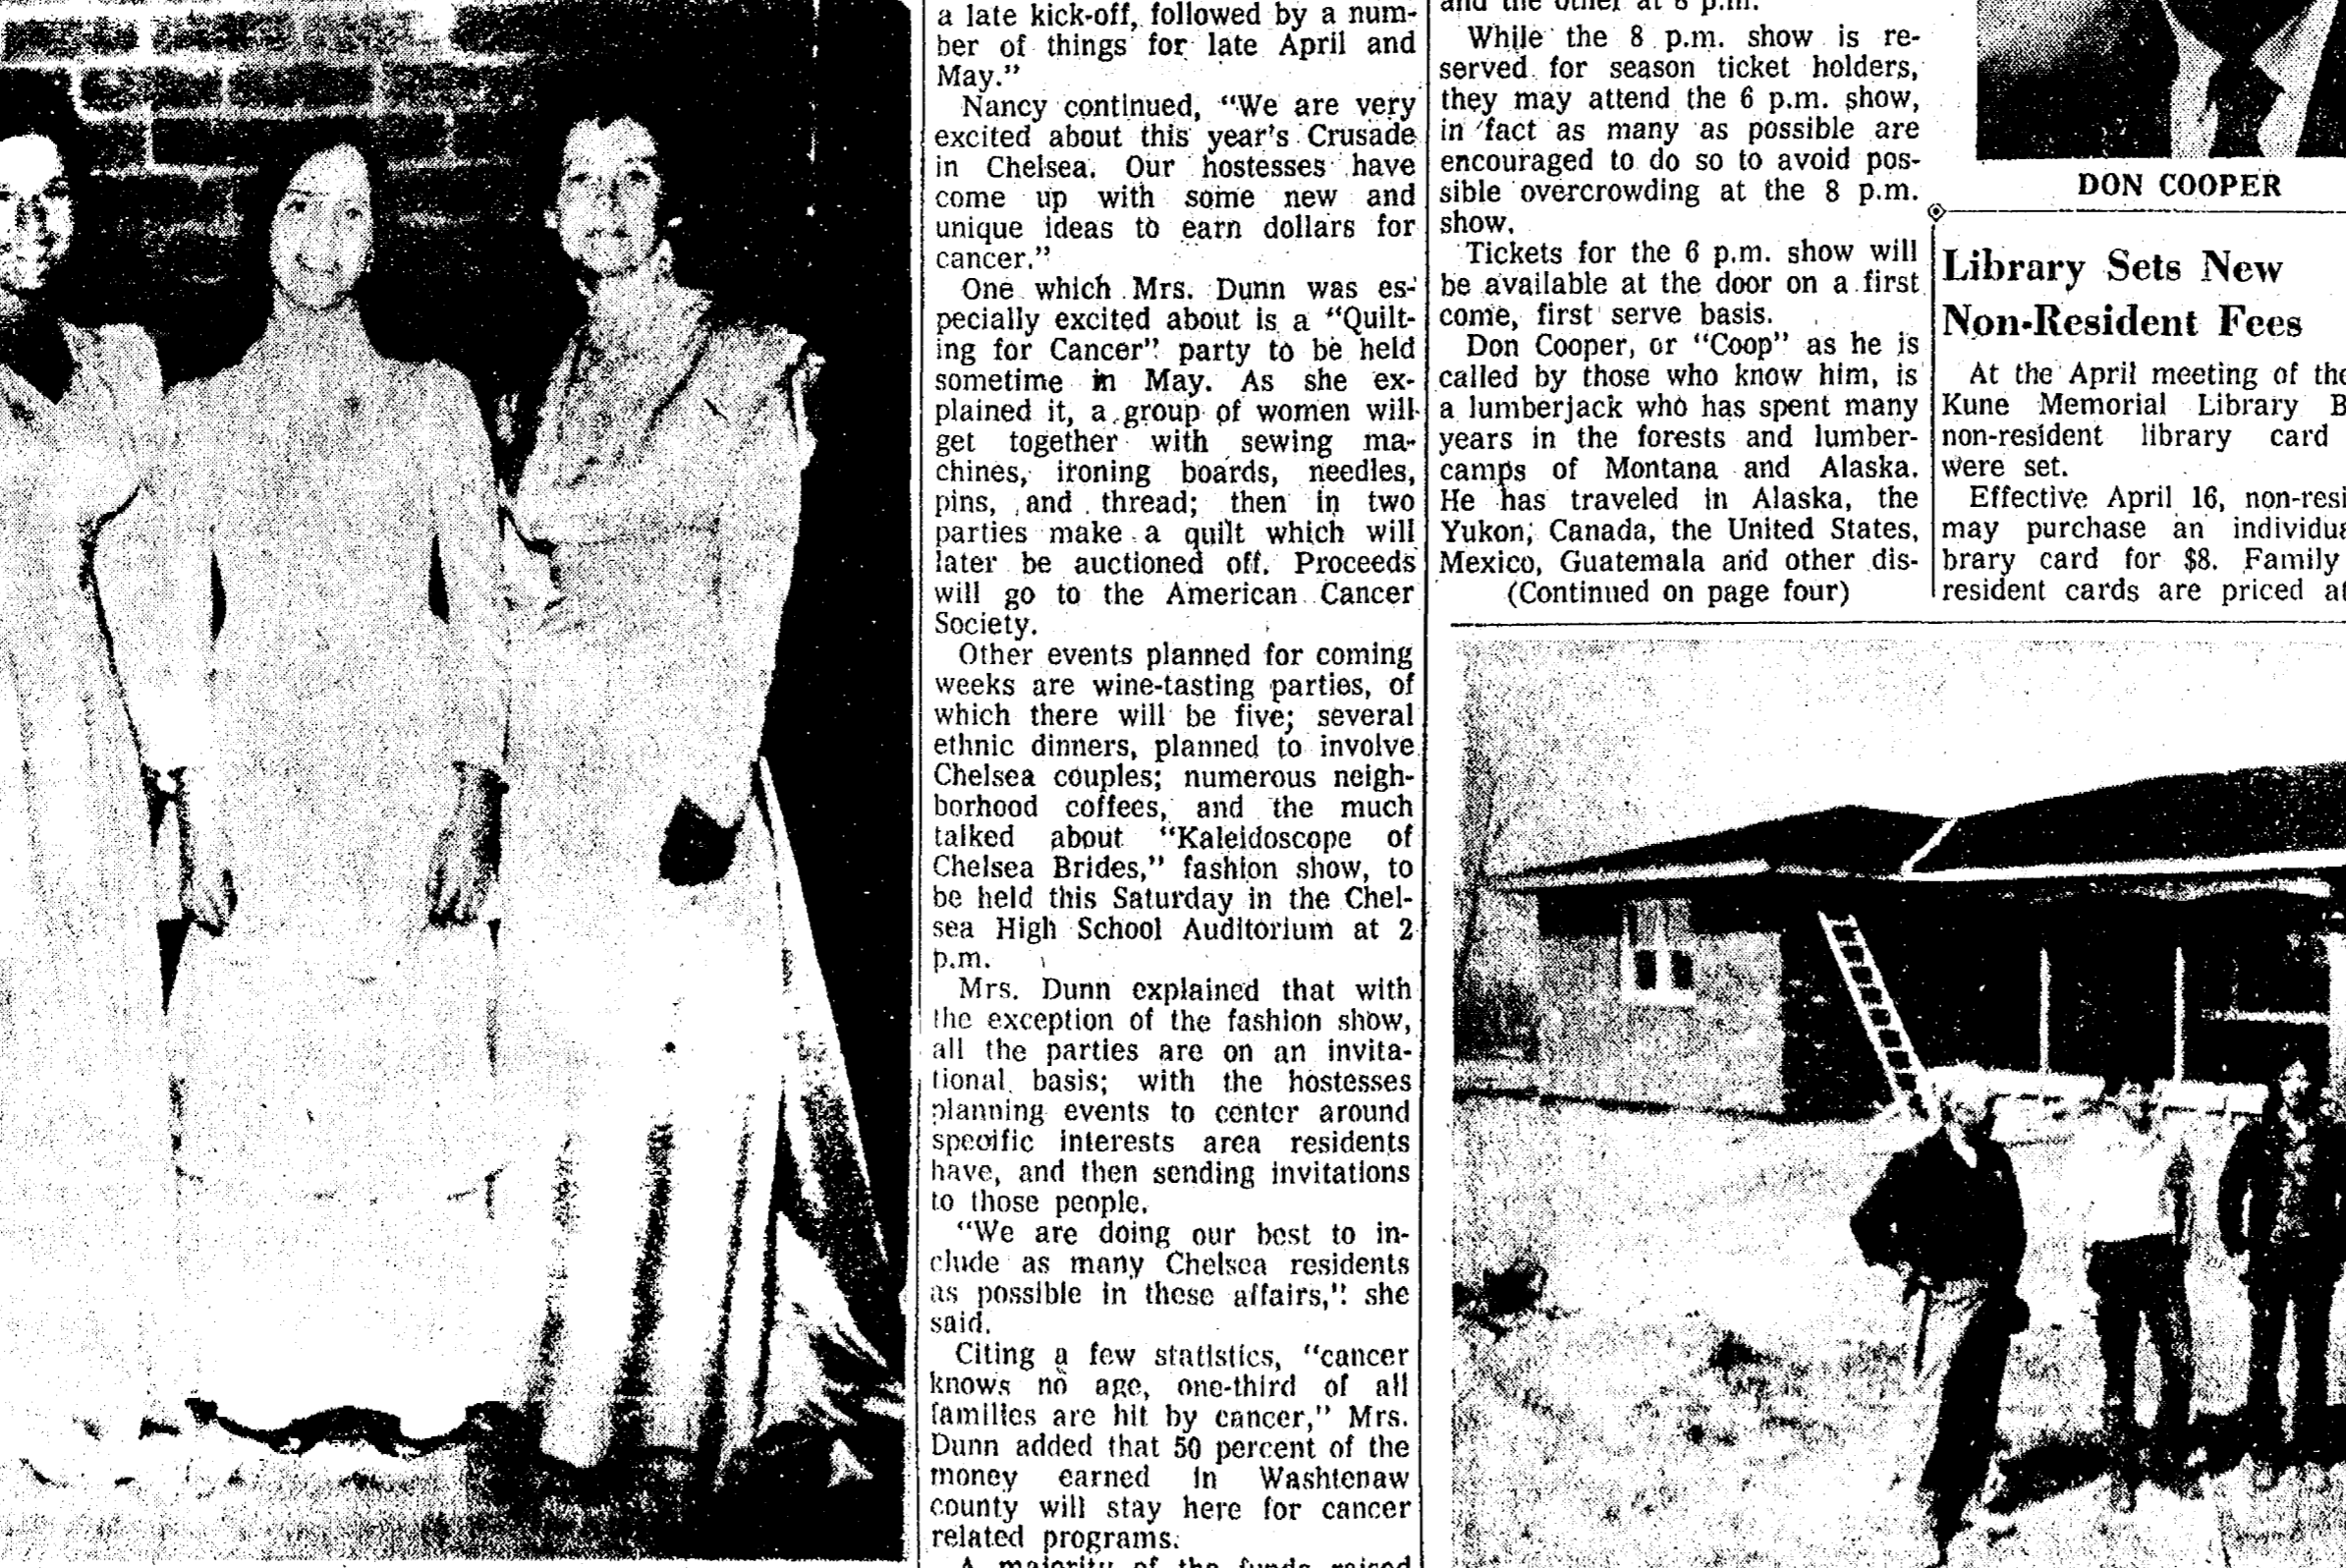 a late kick-off, followed by a num-
ber of things for late April and
May."
Nancy continued, "We are very
excited about this year's Crusade
in Chelsea. Our hostesses have
come up with some new and
unique ideas to earn dollars for
cancer."
One which Mrs. Dunn was es-
pecially excited about is a "Quilt-
ing for Cancer" party to be held
sometime in May. As she ex-
plained it, a group of women will
get together with sewing ma-
chines, ironing boards, needles,
pins, and thread; then in two
parties make a quilt which will
later be auctioned off. Proceeds
will go to the American Cancer
Society.
Other events planned for coming
weeks are wine-tasting parties, of
which there will be five; several
ethnic dinners, planned to involve
Chelsea couples; numerous neigh-
borhood coffees, and the much
talked about "Kaleidoscope of
Chelsea Brides," fashion show, to
be held this Saturday in the Chel-
sea High School Auditorium at 2
p.m.
Mrs. Dunn explained that with
the exception of the fashion show,
all the parties are on an invita-
tional basis; with the hostesses
planning events to center around
specific interests area residents
have, and then sending invitations
to those people.
"We are doing our best to in-
clude as many Chelsea residents
as possible in these affairs," she
said.
Citing a few statistics, "cancer
knows no age, one-third of all
families are hit by cancer," Mrs.
Dunn added that 50 percent of the
money earned in Washtenaw
county will stay here for cancer
related programs.
A majority of the funds raised
and the other at 8 p.m.
While the 8 p.m. show is re-
served for season ticket holders,
they may attend the 6 p.m. show,
in fact as many as possible are
encouraged to do so to avoid pos-
sible overcrowding at the 8 p.m.
show.
Tickets for the 6 p.m. show will
be available at the door on a first
come, first serve basis.
Don Cooper, or "Coop" as he is
called by those who know him, is
a lumberjack who has spent many
years in the forests and lumber-
camps of Montana and Alaska.
He has traveled in Alaska, the
Yukon, Canada, the United States,
Mexico, Guatemala and other dis-
(Continued on page four)
DON COOPER
Library Sets New
Non-Resident Fees
At the April meeting of the
Kune Memorial Library B
non-resident library card
were set.
Effective April 16, non-resi
may purchase an individua
brary card for $8. Family
resident cards are priced at